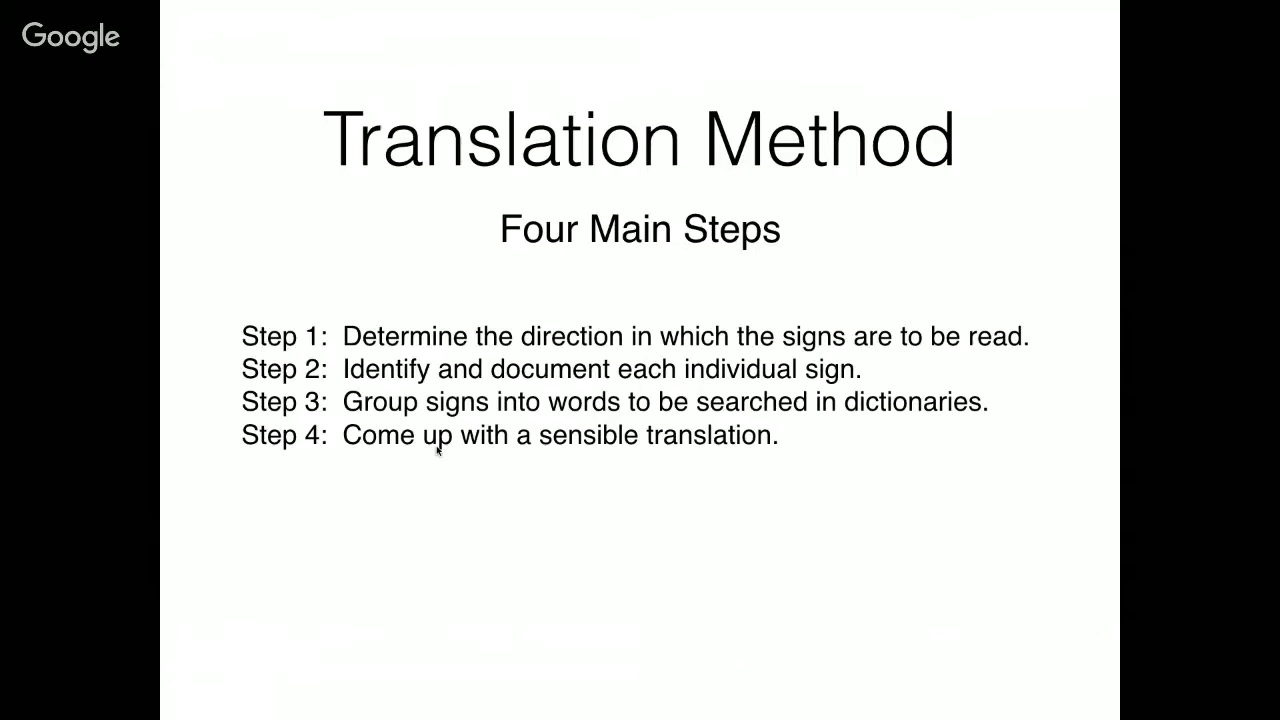 Google
Translation Method
Four Main Steps
Step 1: Determine the direction in which the signs are to be read.
Step 2: Identify and document each individual sign.
Step 3: Group signs into words to be searched in dictionaries.
Step 4: Come up with a sensible translation.